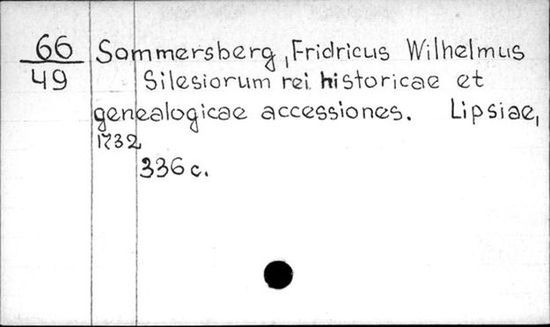 66
49
Sommersberg, Fridricus Wilhelmus
Silesiorum rei historicae et
genealogicae accessiones. Lipsiae,
1732
336 c.